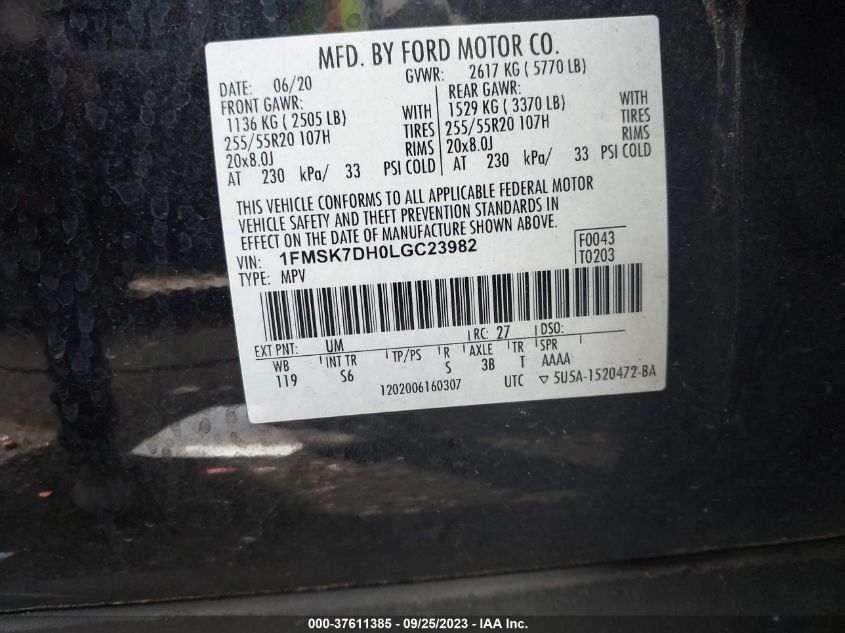 MFD. BY FORD MOTOR CO.
DATE: 06/20 GVWR: 2617 KG ( 5770 LB)
FRONT GAWR: REAR GAWR:
1136 KG ( 2505 LB) WITH 1529 KG ( 3370 LB) WITH
255/55R20 107H TIRES 255/55R20 107H TIRES
20x8.0J RIMS 20x8.0J RIMS
AT 230 kPa/ 33 PSI COLD AT 230 kPa/ 33 PSI COLD
THIS VEHICLE CONFORMS TO ALL APPLICABLE FEDERAL MOTOR
VEHICLE SAFETY AND THEFT PREVENTION STANDARDS IN
EFFECT ON THE DATE OF MANUFACTURE SHOWN ABOVE.
VIN: 1FMSK7DH0LGC23982 F0043
TYPE: MPV T0203
EXT PNT: UM RC: 27 DSO:
WB INT TR TP/PS R AXLE TR SPR
119 S6 S 3B T AAAA
1202006160307 UTC ▽ 5U5A-1520472-BA
000-37611385 - 09/25/2023 - IAA Inc.